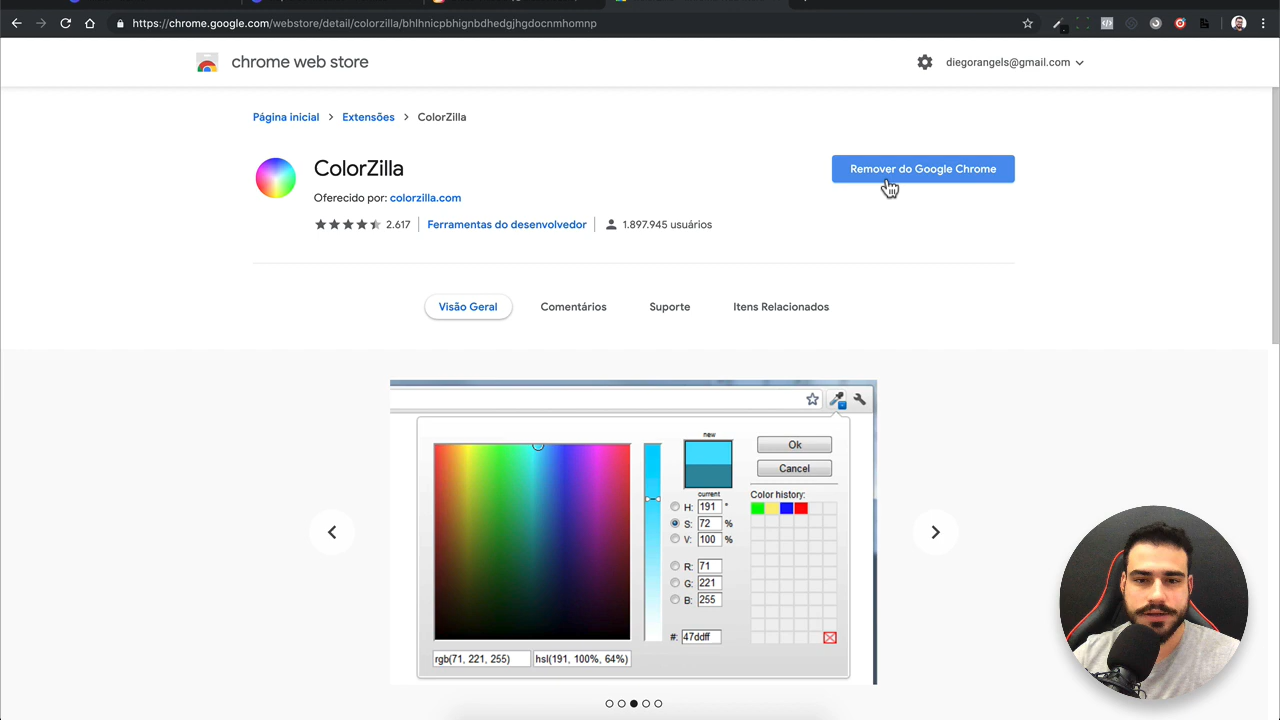 https://chrome.google.com/webstore/detail/colorzilla/bhlhnicpbhignbdhedgjhgdocnmhomnp
chrome web store
diegorangels@gmail.com
Página inicial > Extensões > ColorZilla
ColorZilla
Remover do Google Chrome
Oferecido por: colorzilla.com
2.617
Ferramentas do desenvolvedor
1.897.945 usuários
Visão Geral
Comentários
Suporte
Itens Relacionados
new
Ok
Cancel
current
Color history:
H: 191 °
S: 72 %
V: 100 %
R: 71
G: 221
B: 255
#: 47ddff
rgb(71, 221, 255)
hsl(191, 100%, 64%)